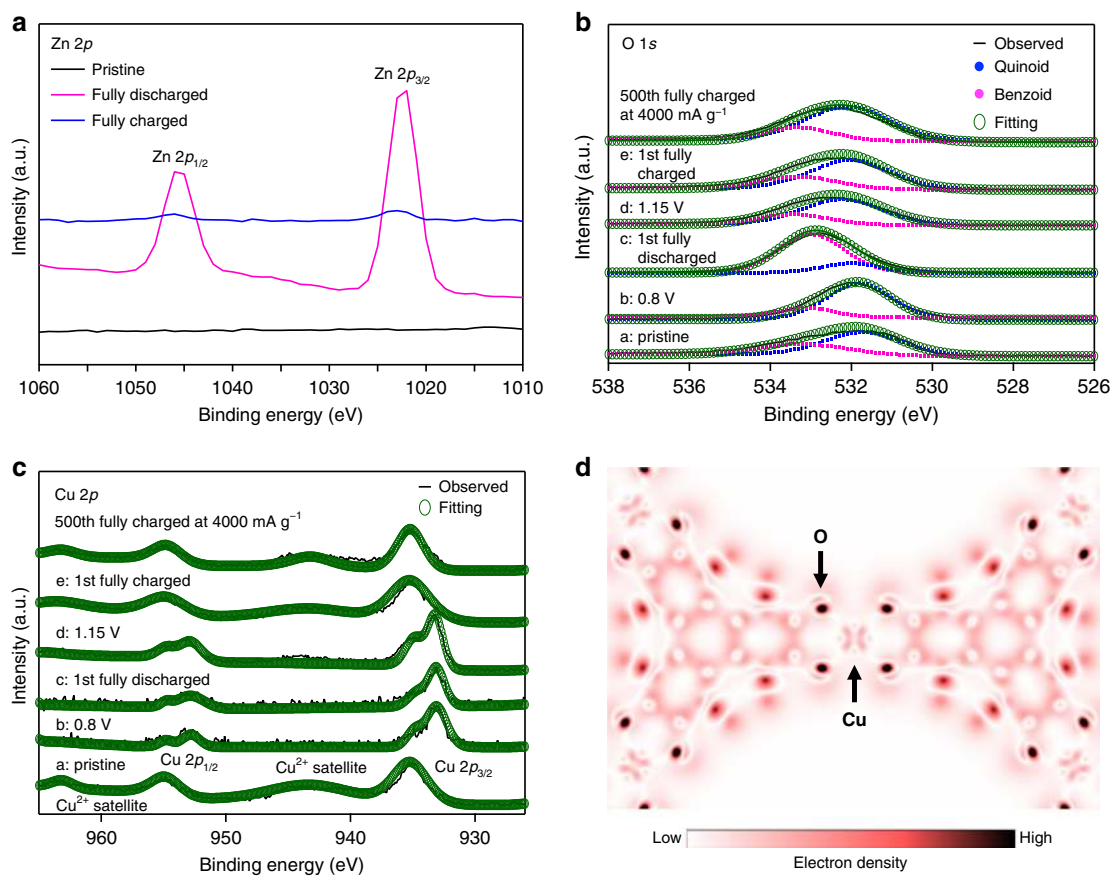 a
Zn 2p
Pristine
Fully discharged
Fully charged
Zn 2p3/2
Zn 2p1/2
Intensity (a.u.)
1060 1050 1040 1030 1020 1010
Binding energy (eV)
b
O 1s
Observed
Quinoid
Benzoid
Fitting
500th fully charged
at 4000 mA g−1
e: 1st fully
charged
d: 1.15 V
c: 1st fully
discharged
b: 0.8 V
a: pristine
Intensity (a.u.)
538 536 534 532 530 528 526
Binding energy (eV)
c
Cu 2p
Observed
Fitting
500th fully charged at 4000 mA g−1
e: 1st fully charged
d: 1.15 V
c: 1st fully discharged
b: 0.8 V
a: pristine
Cu 2p1/2
Cu2+ satellite
Cu 2p3/2
Cu2+ satellite
Intensity (a.u.)
960 950 940 930
Binding energy (eV)
d
O
Cu
Low High
Electron density